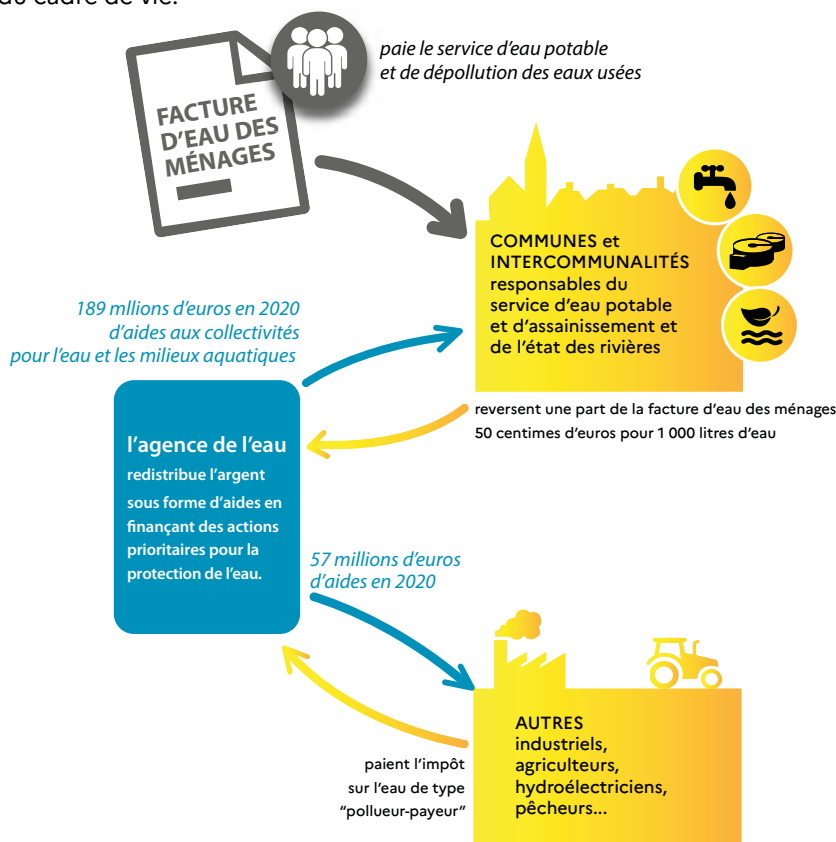 du cadre de vie.
paie le service d'eau potable
et de dépollution des eaux usées
FACTURE
D'EAU DES
MÉNAGES
COMMUNES et
INTERCOMMUNALITÉS
responsables du
service d'eau potable
et d'assainissement et
de l'état des rivières
189 mllions d'euros en 2020
d'aides aux collectivités
pour l'eau et les milieux aquatiques
reversent une part de la facture d'eau des ménages
50 centimes d'euros pour 1 000 litres d'eau
l'agence de l'eau
redistribue l'argent
sous forme d'aides en
finançant des actions
prioritaires pour la
protection de l'eau.
57 millions d'euros
d'aides en 2020
AUTRES
industriels,
agriculteurs,
hydroélectriciens,
pêcheurs...
paient l'impôt
sur l'eau de type
“pollueur-payeur”